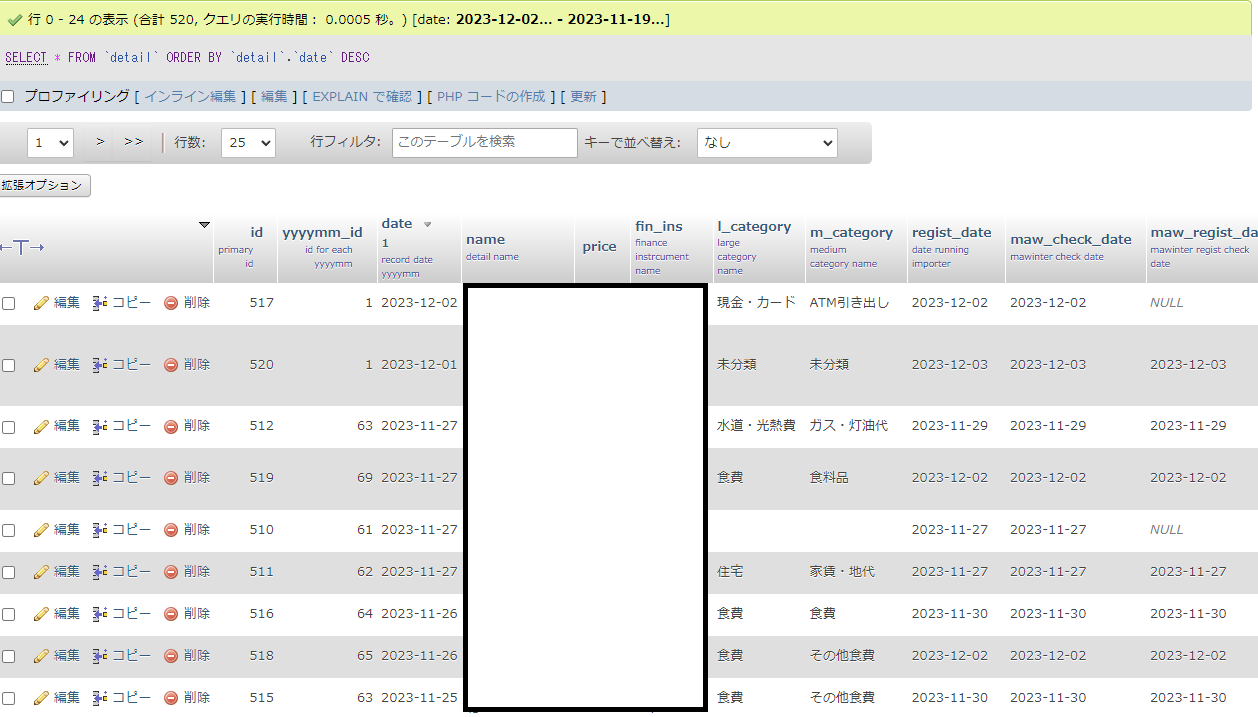 行 0 - 24 の表示 (合計 520, クエリの実行時間： 0.0005 秒。) [date: 2023-12-02... - 2023-11-19...]
SELECT * FROM `detail` ORDER BY `detail`.`date` DESC
プロファイリング [ インライン編集 ] [ 編集 ] [ EXPLAIN で確認 ] [ PHP コードの作成 ] [ 更新 ]
1 > >> 行数: 25 行フィルタ: このテーブルを検索 キーで並べ替え: なし
拡張オプション
id primary id
yyyymm_id id for each yyyymm
date 1 record date yyyymm
name detail name
price
fin_ins finance instrcument name
l_category large category name
m_category medium category name
regist_date date running importer
maw_check_date mawinter check date
maw_regist_da mawinter regist check date
編集 コピー 削除 517 1 2023-12-02 現金・カード ATM引き出し 2023-12-02 2023-12-02 NULL
編集 コピー 削除 520 1 2023-12-01 未分類 未分類 2023-12-03 2023-12-03 2023-12-03
編集 コピー 削除 512 63 2023-11-27 水道・光熱費 ガス・灯油代 2023-11-29 2023-11-29 2023-11-29
編集 コピー 削除 519 69 2023-11-27 食費 食料品 2023-12-02 2023-12-02 2023-12-02
編集 コピー 削除 510 61 2023-11-27 2023-11-27 2023-11-27 NULL
編集 コピー 削除 511 62 2023-11-27 住宅 家賃・地代 2023-11-27 2023-11-27 2023-11-27
編集 コピー 削除 516 64 2023-11-26 食費 食費 2023-11-30 2023-11-30 2023-11-30
編集 コピー 削除 518 65 2023-11-26 食費 その他食費 2023-12-02 2023-12-02 2023-12-02
編集 コピー 削除 515 63 2023-11-25 食費 その他食費 2023-11-30 2023-11-30 2023-11-30